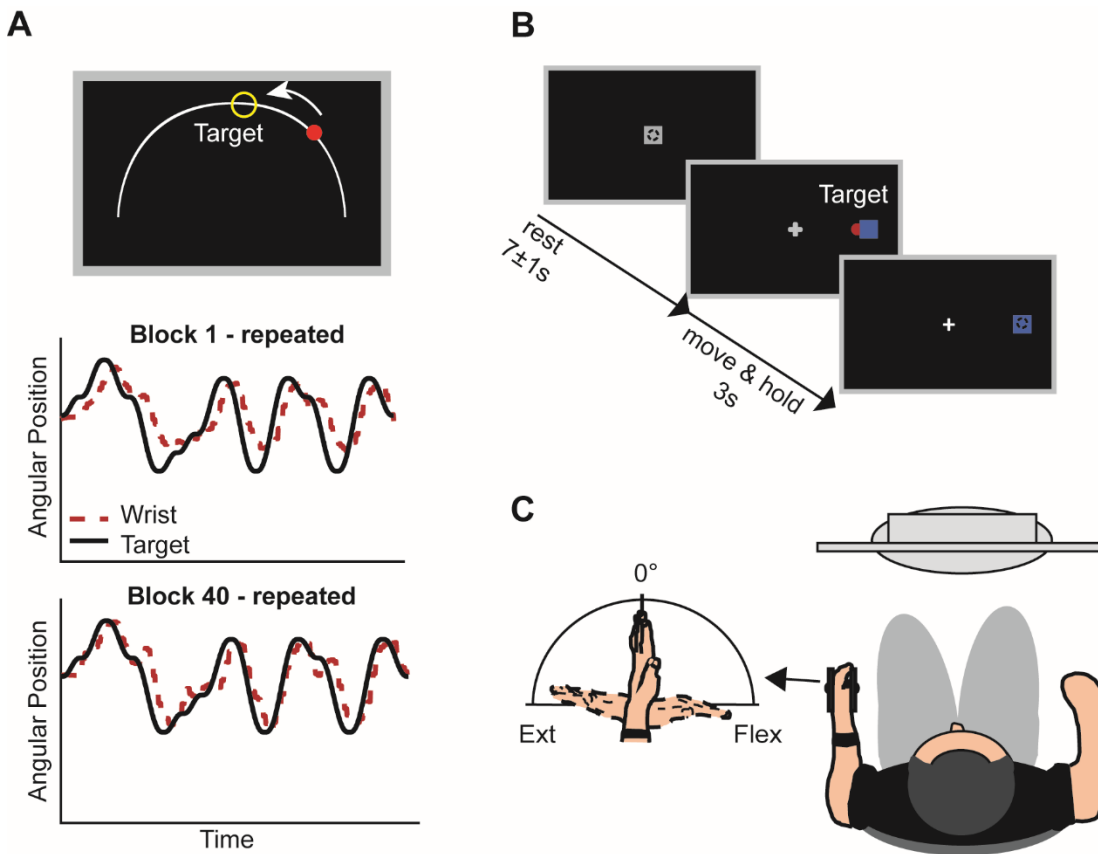 A
Target
Block 1 - repeated
Angular Position
Wrist
Target
Block 40 - repeated
Angular Position
Time
B
Target
rest
7±1s
move & hold
3s
C
0°
Ext
Flex